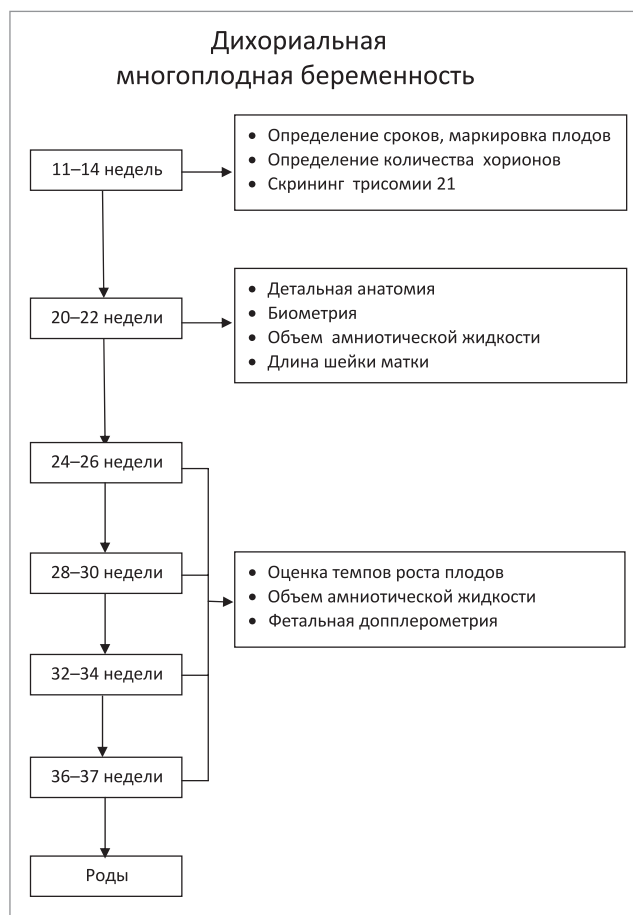 Дихориальная
многоплодная беременность
11–14 недель
• Определение сроков, маркировка плодов
• Определение количества хорионов
• Скрининг трисомии 21
20–22 недели
• Детальная анатомия
• Биометрия
• Объем амниотической жидкости
• Длина шейки матки
24–26 недели
28–30 недели
• Оценка темпов роста плодов
• Объем амниотической жидкости
• Фетальная допплерометрия
32–34 недели
36–37 недели
Роды